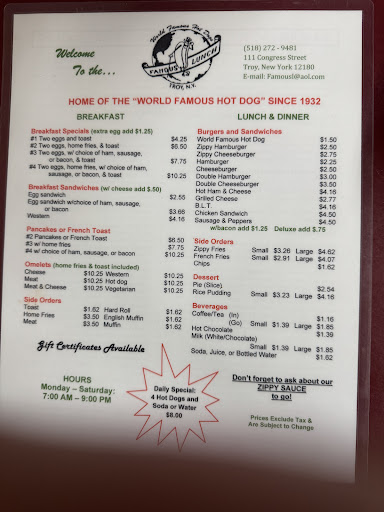 Welcome
To the...
World Famous Hot Dog
FAMOUS LUNCH
TROY, N.Y.
(518) 272 - 9481
111 Congress Street
Troy, New York 12180
E-mail: Famousl@aol.com
HOME OF THE "WORLD FAMOUS HOT DOG" SINCE 1932
BREAKFAST
Breakfast Specials (extra egg add $1.25)
#1 Two eggs and toast $4.25
#2 Two eggs, home fries, & toast $6.50
#3 Two eggs, w/ choice of ham, sausage,
or bacon, & toast $7.75
#4 Two eggs, home fries, w/ choice of ham,
sausage, or bacon, & toast $10.25
Breakfast Sandwiches (w/ cheese add $.50)
Egg sandwich $2.55
Egg sandwich w/choice of ham, sausage,
or bacon $3.66
Western $4.16
Pancakes or French Toast
#2 Pancakes or French Toast $6.50
#3 w/ home fries $7.75
#4 w/ choice of ham, sausage, or bacon $10.25
Omelets (home fries & toast included)
Cheese $10.25 Western $10.25
Meat $10.25 Hot dog $10.25
Meat & Cheese $10.25 Vegetarian $10.25
Side Orders
Toast $1.62 Hard Roll $1.62
Home Fries $3.50 English Muffin $1.62
Meat $3.50 Muffin $1.62
Gift Certificates Available
HOURS
Monday – Saturday:
7:00 AM – 9:00 PM
Daily Special:
4 Hot Dogs and
Soda or Water
$8.00
LUNCH & DINNER
Burgers and Sandwiches
World Famous Hot Dog $1.50
Zippy Hamburger $2.50
Zippy Cheeseburger $2.75
Hamburger $2.25
Cheeseburger $2.50
Double Hamburger $3.00
Double Cheeseburger $3.50
Hot Ham & Cheese $4.16
Grilled Cheese $2.77
B.L.T. $4.16
Chicken Sandwich $4.50
Sausage & Peppers $4.50
w/bacon add $1.25 Deluxe add $.75
Side Orders
Zippy Fries Small $3.26 Large $4.62
French Fries Small $2.91 Large $4.07
Chips $1.62
Dessert
Pie (Slice) $2.54
Rice Pudding Small $3.23 Large $4.16
Beverages
Coffee/Tea (In) $1.16
(Go) Small $1.39 Large $1.85
Hot Chocolate $1.39
Milk (White/Chocolate) Small $1.39 Large $1.85
Soda, Juice, or Bottled Water $1.62
Don't forget to ask about our
ZIPPY SAUCE
to go!
Prices Exclude Tax &
Are Subject to Change